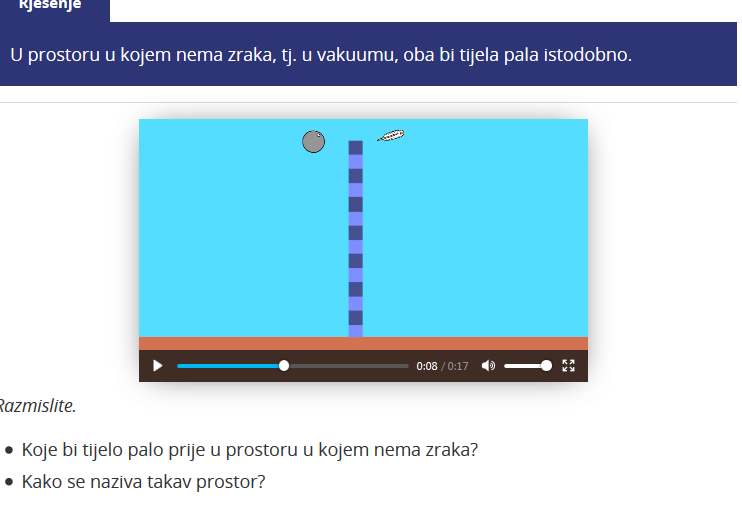 Rješenje
U prostoru u kojem nema zraka, tj. u vakuumu, oba bi tijela pala istodobno.
0:08 / 0:17
Razmislite.
Koje bi tijelo palo prije u prostoru u kojem nema zraka?
Kako se naziva takav prostor?